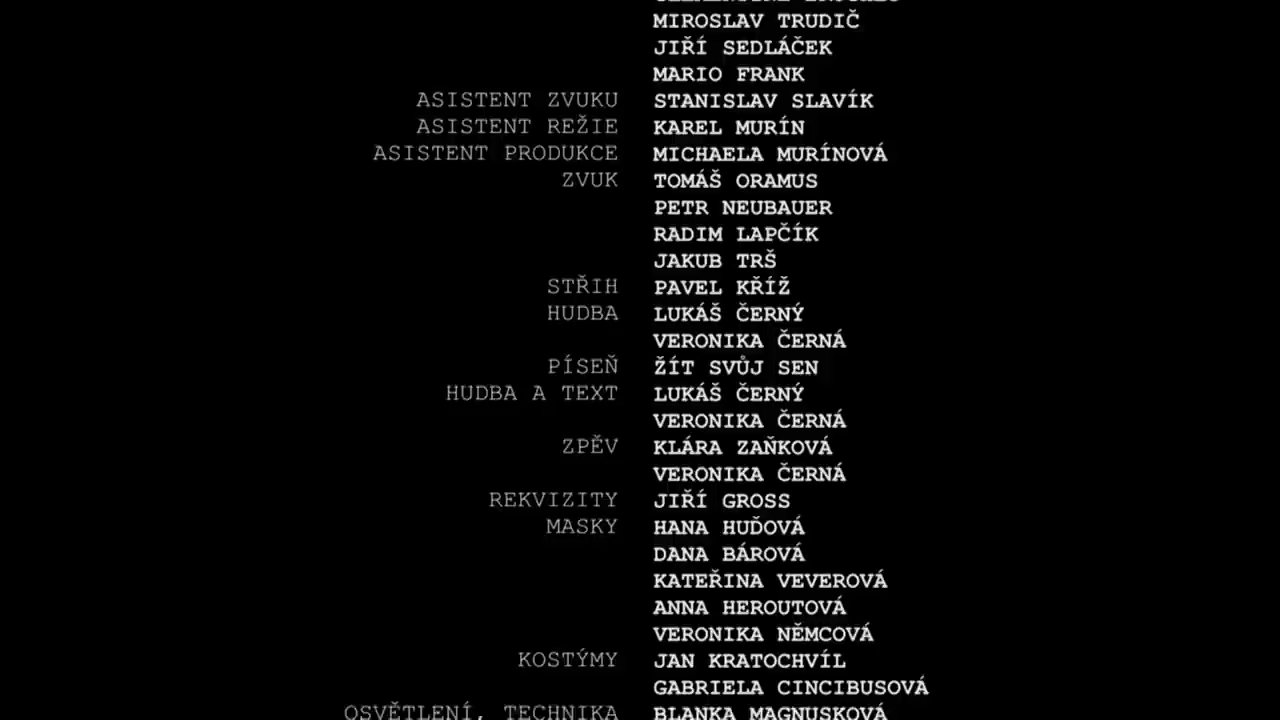 MIROSLAV TRUDIČ
JIŘÍ SEDLÁČEK
MARIO FRANK
ASISTENT ZVUKU STANISLAV SLAVÍK
ASISTENT REŽIE KAREL MURÍN
ASISTENT PRODUKCE MICHAELA MURÍNOVÁ
ZVUK TOMÁŠ ORAMUS
PETR NEUBAUER
RADIM LAPČÍK
JAKUB TRŠ
STŘIH PAVEL KŘÍŽ
HUDBA LUKÁŠ ČERNÝ
VERONIKA ČERNÁ
PÍSEŇ ŽÍT SVŮJ SEN
HUDBA A TEXT LUKÁŠ ČERNÝ
VERONIKA ČERNÁ
ZPĚV KLÁRA ZAŇKOVÁ
VERONIKA ČERNÁ
REKVIZITY JIŘÍ GROSS
MASKY HANA HUĎOVÁ
DANA BÁROVÁ
KATEŘINA VEVEROVÁ
ANNA HEROUTOVÁ
VERONIKA NĚMCOVÁ
KOSTÝMY JAN KRATOCHVÍL
GABRIELA CINCIBUSOVÁ
OSVĚTLENÍ, TECHNIKA BLANKA MAGNUSKOVÁ